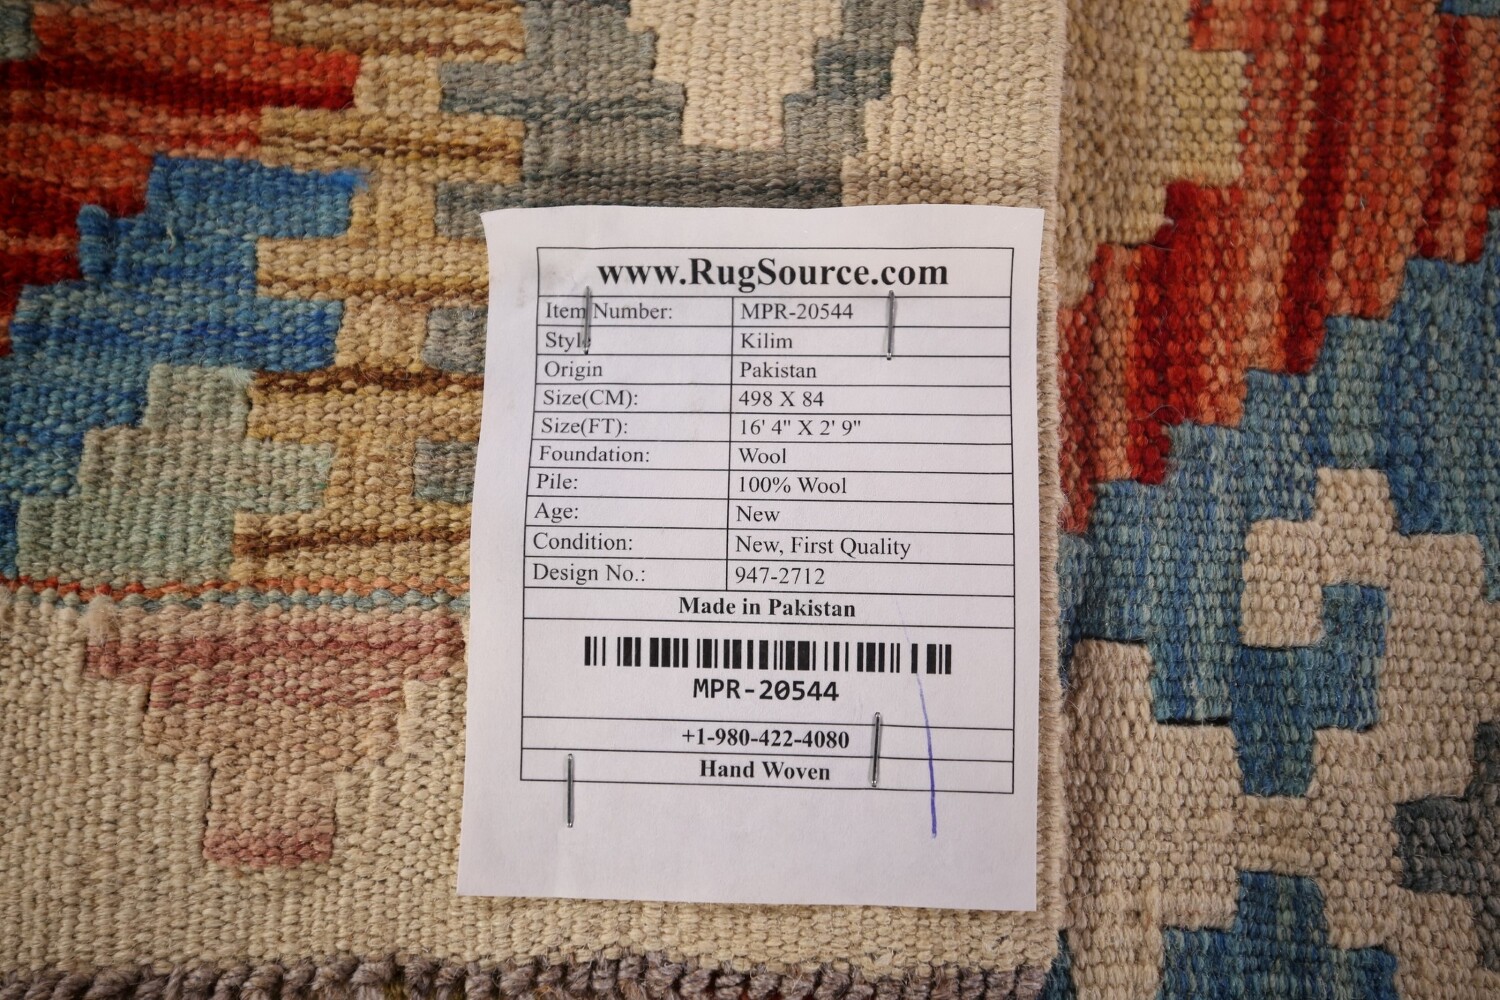 www.RugSource.com
Item Number: MPR-20544
Style Kilim
Origin Pakistan
Size(CM): 498 X 84
Size(FT): 16' 4" X 2' 9"
Foundation: Wool
Pile: 100% Wool
Age: New
Condition: New, First Quality
Design No.: 947-2712
Made in Pakistan
MPR-20544
+1-980-422-4080
Hand Woven